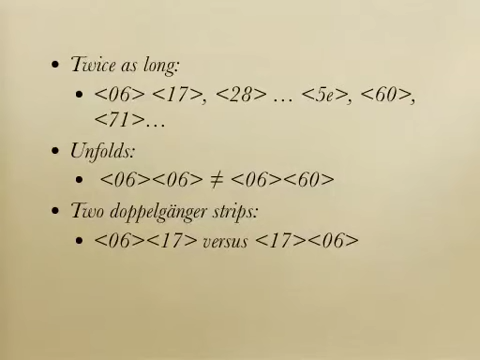 • Twice as long:
• <06> <17>, <28> … <5e>, <60>,
<71>…
• Unfolds:
• <06><06> ≠ <06><60>
• Two doppelgänger strips:
• <06><17> versus <17><06>